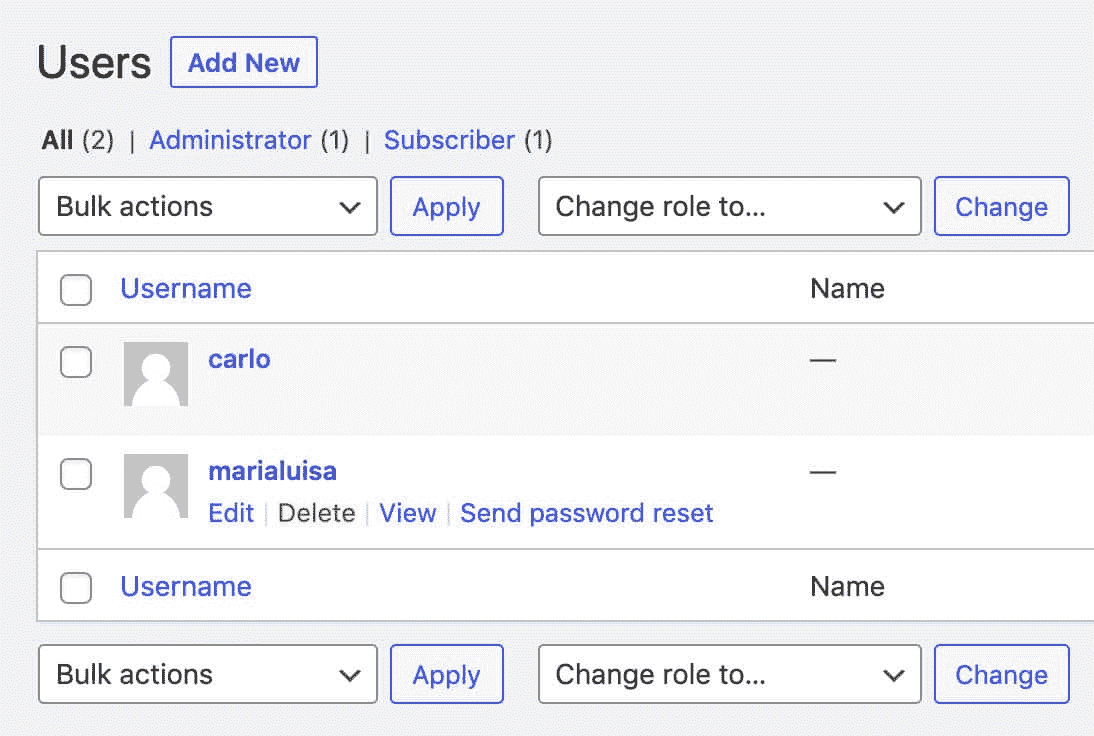 Users Add New
All (2) | Administrator (1) | Subscriber (1)
Bulk actions Apply Change role to... Change
Username Name
carlo —
marialuisa —
Edit | Delete | View | Send password reset
Username Name
Bulk actions Apply Change role to... Change